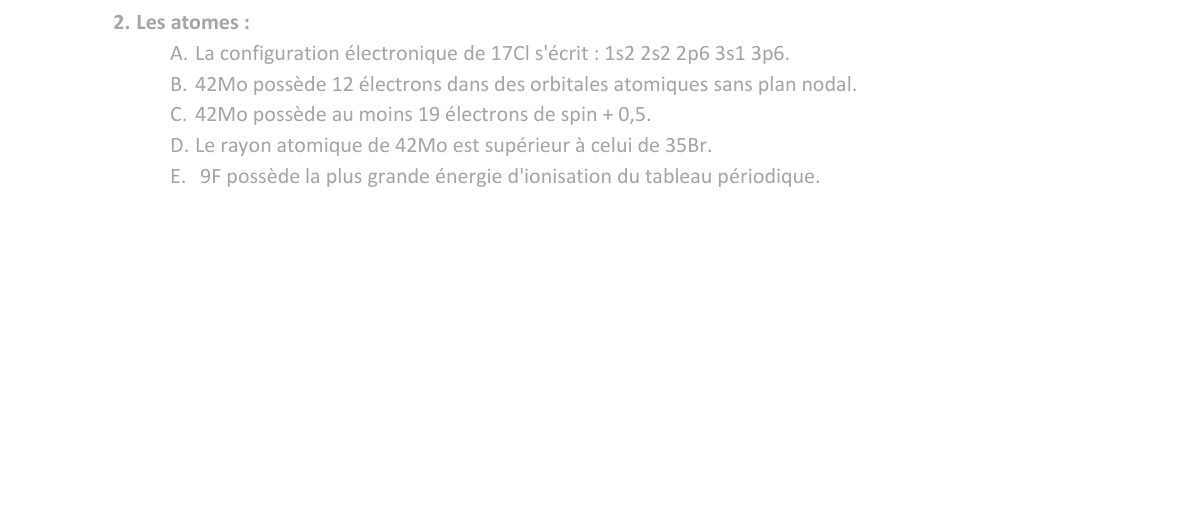 2. Les atomes :
A. La configuration électronique de 17Cl s'écrit : 1s2 2s2 2p6 3s1 3p6.
B. 42Mo possède 12 électrons dans des orbitales atomiques sans plan nodal.
C. 42Mo possède au moins 19 électrons de spin + 0,5.
D. Le rayon atomique de 42Mo est supérieur à celui de 35Br.
E. 9F possède la plus grande énergie d'ionisation du tableau périodique.